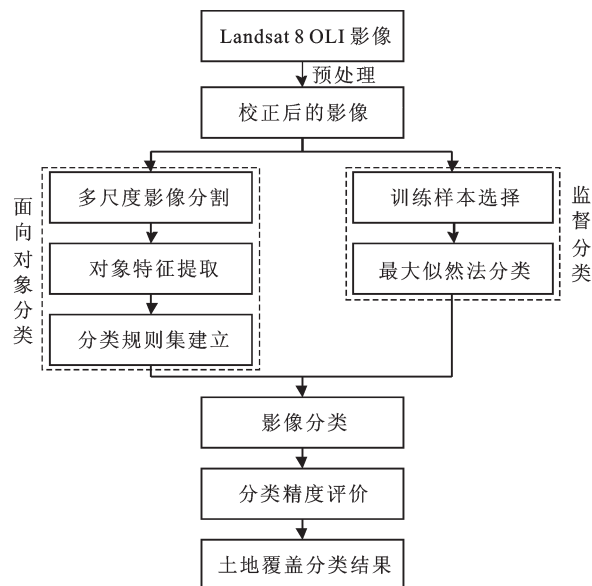 Landsat 8 OLI 影像
预处理
校正后的影像
面向对象分类
多尺度影像分割
对象特征提取
分类规则集建立
训练样本选择
最大似然法分类
监督分类
影像分类
分类精度评价
土地覆盖分类结果